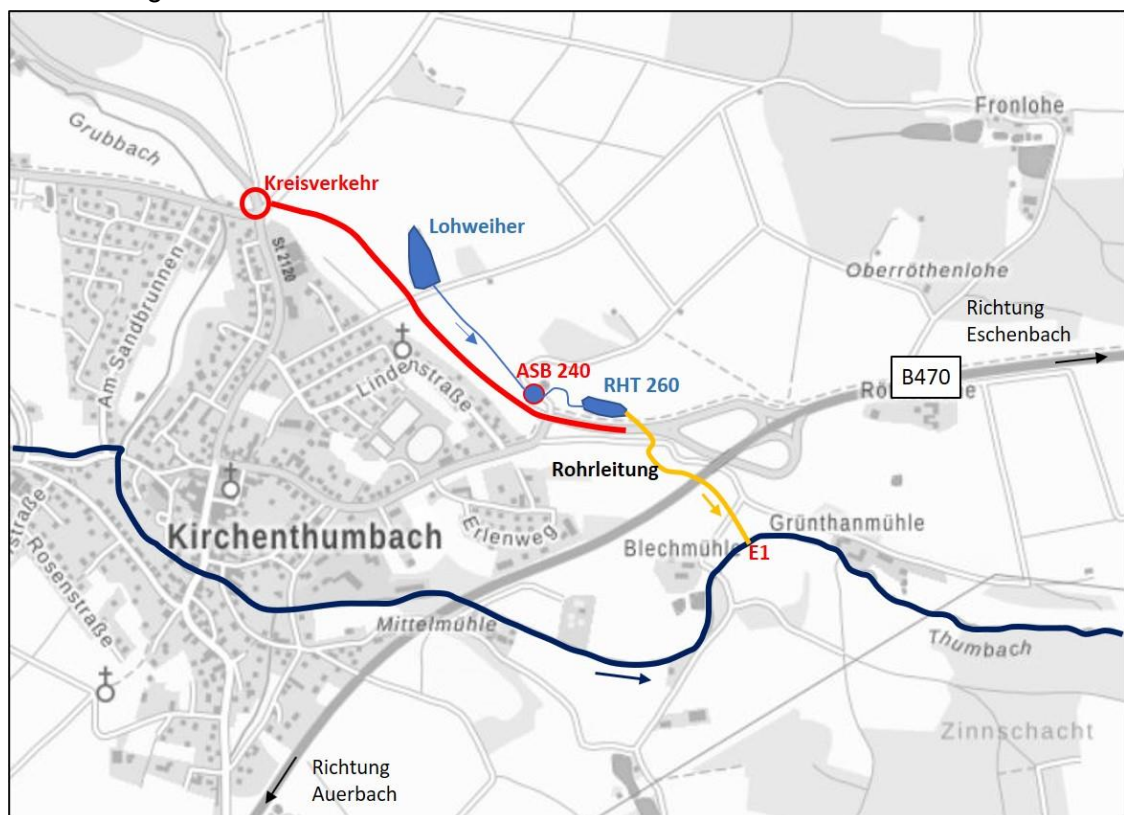 Fronlohe
Grubbach
Kreisverkehr
Lohweiher
St 2120
Oberröthenlohe
Am Sandbrunnen
Richtung
Eschenbach
Lindenstraße
ASB 240
RHT 260
B470
Rohrleitung
Erlenweg
Grünthanmühle
Kirchenthumbach
Blechmühle
E1
Rosenstraße
Mittelmühle
Thumbach
Zinnschacht
Richtung
Auerbach